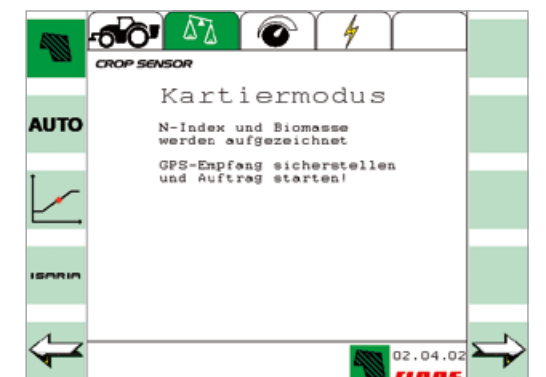 CROP SENSOR
Kartiermodus
AUTO
N-Index und Biomasse
werden aufgezeichnet
GPS-Empfang sicherstellen
und Auftrag starten!
ISARIA
02.04.02
CLAAS